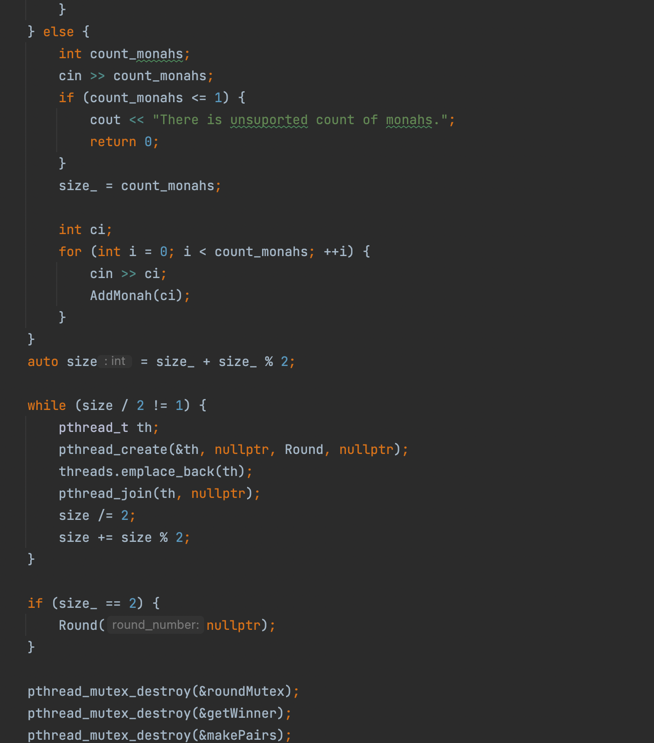 }
} else {
int count_monahs;
cin >> count_monahs;
if (count_monahs <= 1) {
cout << "There is unsuported count of monahs.";
return 0;
}
size_ = count_monahs;
int ci;
for (int i = 0; i < count_monahs; ++i) {
cin >> ci;
AddMonah(ci);
}
}
auto size : int = size_ + size_ % 2;
while (size / 2 != 1) {
pthread_t th;
pthread_create(&th, nullptr, Round, nullptr);
threads.emplace_back(th);
pthread_join(th, nullptr);
size /= 2;
size += size % 2;
}
if (size_ == 2) {
Round( round_number: nullptr);
}
pthread_mutex_destroy(&roundMutex);
pthread_mutex_destroy(&getWinner);
pthread_mutex_destroy(&makePairs);